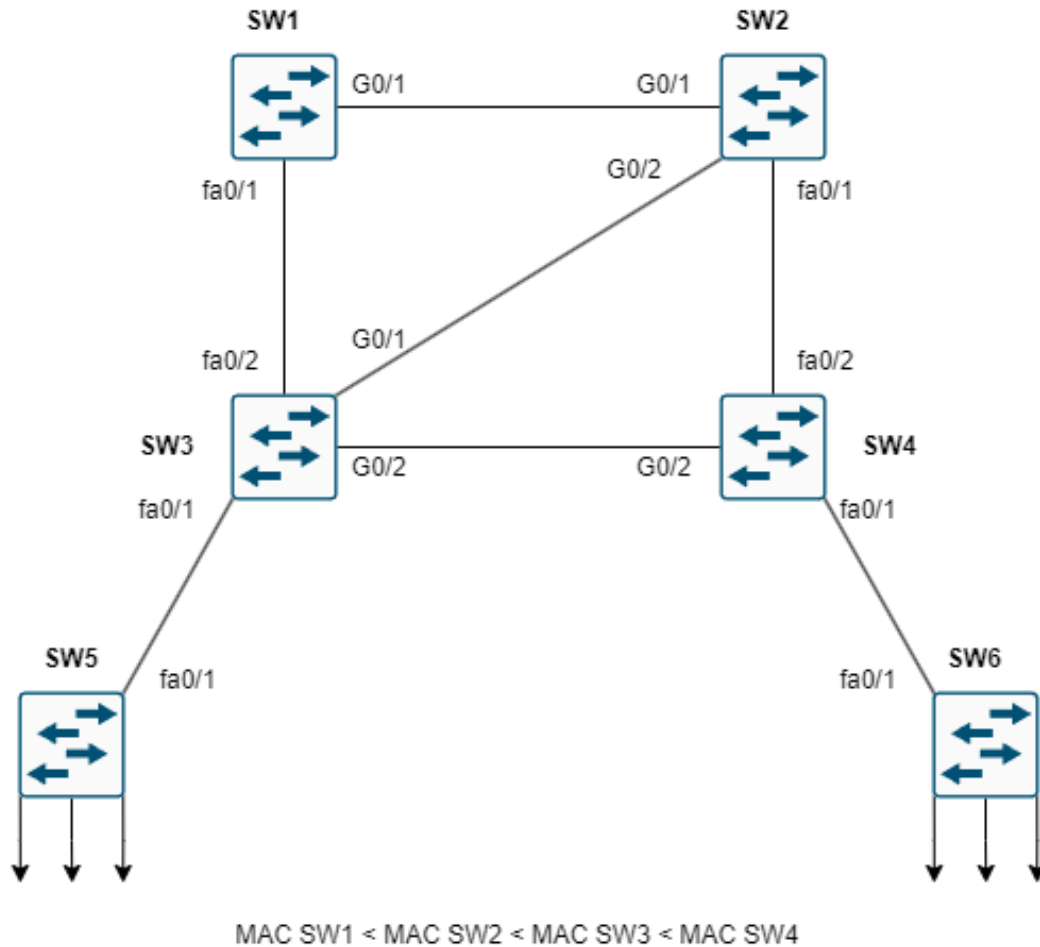 SW1
SW2
G0/1
G0/1
G0/2
fa0/1
fa0/1
G0/1
fa0/2
fa0/2
SW3
SW4
G0/2
G0/2
fa0/1
fa0/1
SW5
SW6
fa0/1
fa0/1
MAC SW1 < MAC SW2 < MAC SW3 < MAC SW4